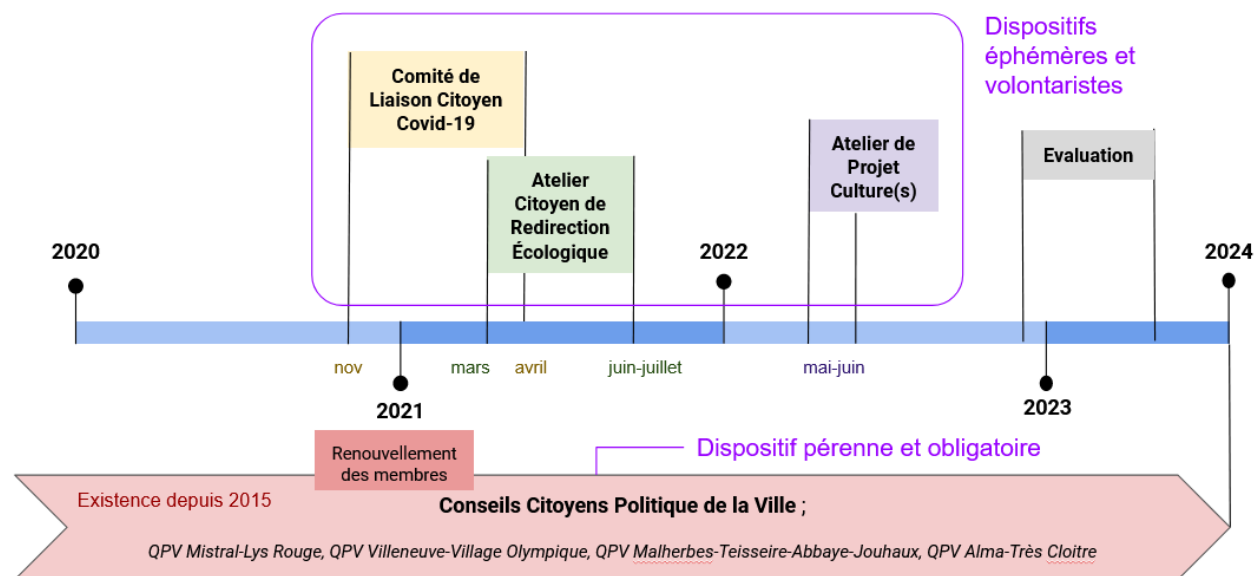 Dispositifs
éphémères et
volontaristes
Comité de
Liaison Citoyen
Covid-19
Atelier
Citoyen de
Redirection
Écologique
Atelier de
Projet
Culture(s)
Evaluation
2020
2022
2024
nov
mars
avril
juin-juillet
mai-juin
2021
2023
Renouvellement
des membres
Dispositif pérenne et obligatoire
Existence depuis 2015
Conseils Citoyens Politique de la Ville ;
QPV Mistral-Lys Rouge, QPV Villeneuve-Village Olympique, QPV Malherbes-Teisseire-Abbaye-Jouhaux, QPV Alma-Très Cloitre